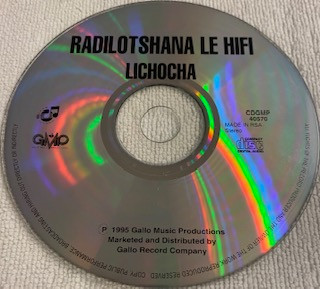 RADILOTSHANA LE HIFI
LICHOCHA
GALLO
CDGMP
40570
MADE IN RSA
Stereo
COMPACT
disc
DIGITAL AUDIO
P. 1995 Gallo Music Productions
Marketed and Distributed by
Gallo Record Company